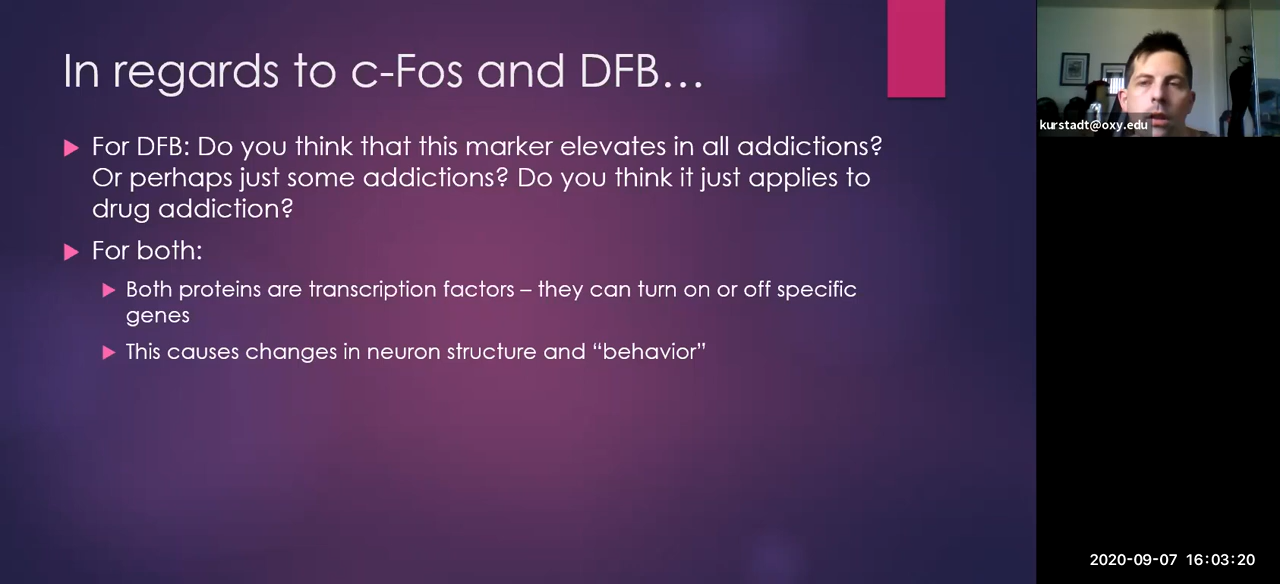 In regards to c-Fos and DFB...
For DFB: Do you think that this marker elevates in all addictions?
Or perhaps just some addictions? Do you think it just applies to
drug addiction?
For both:
Both proteins are transcription factors – they can turn on or off specific
genes
This causes changes in neuron structure and “behavior”
kurstadt@oxy.edu
2020-09-07 16:03:20